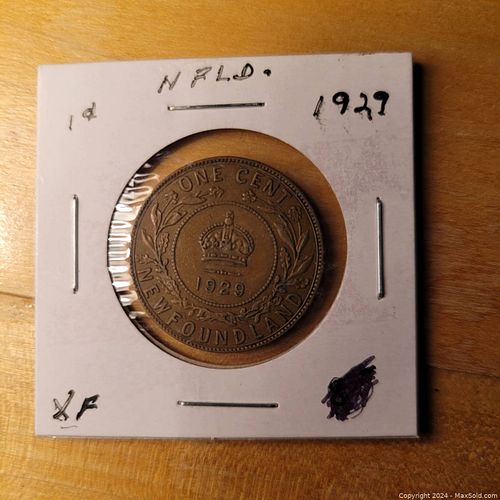 NFLD.
1¢ 1929
ONE CENT
1929
NEWFOUNDLAND
XF
Copyright 2024 - MaxSold.com